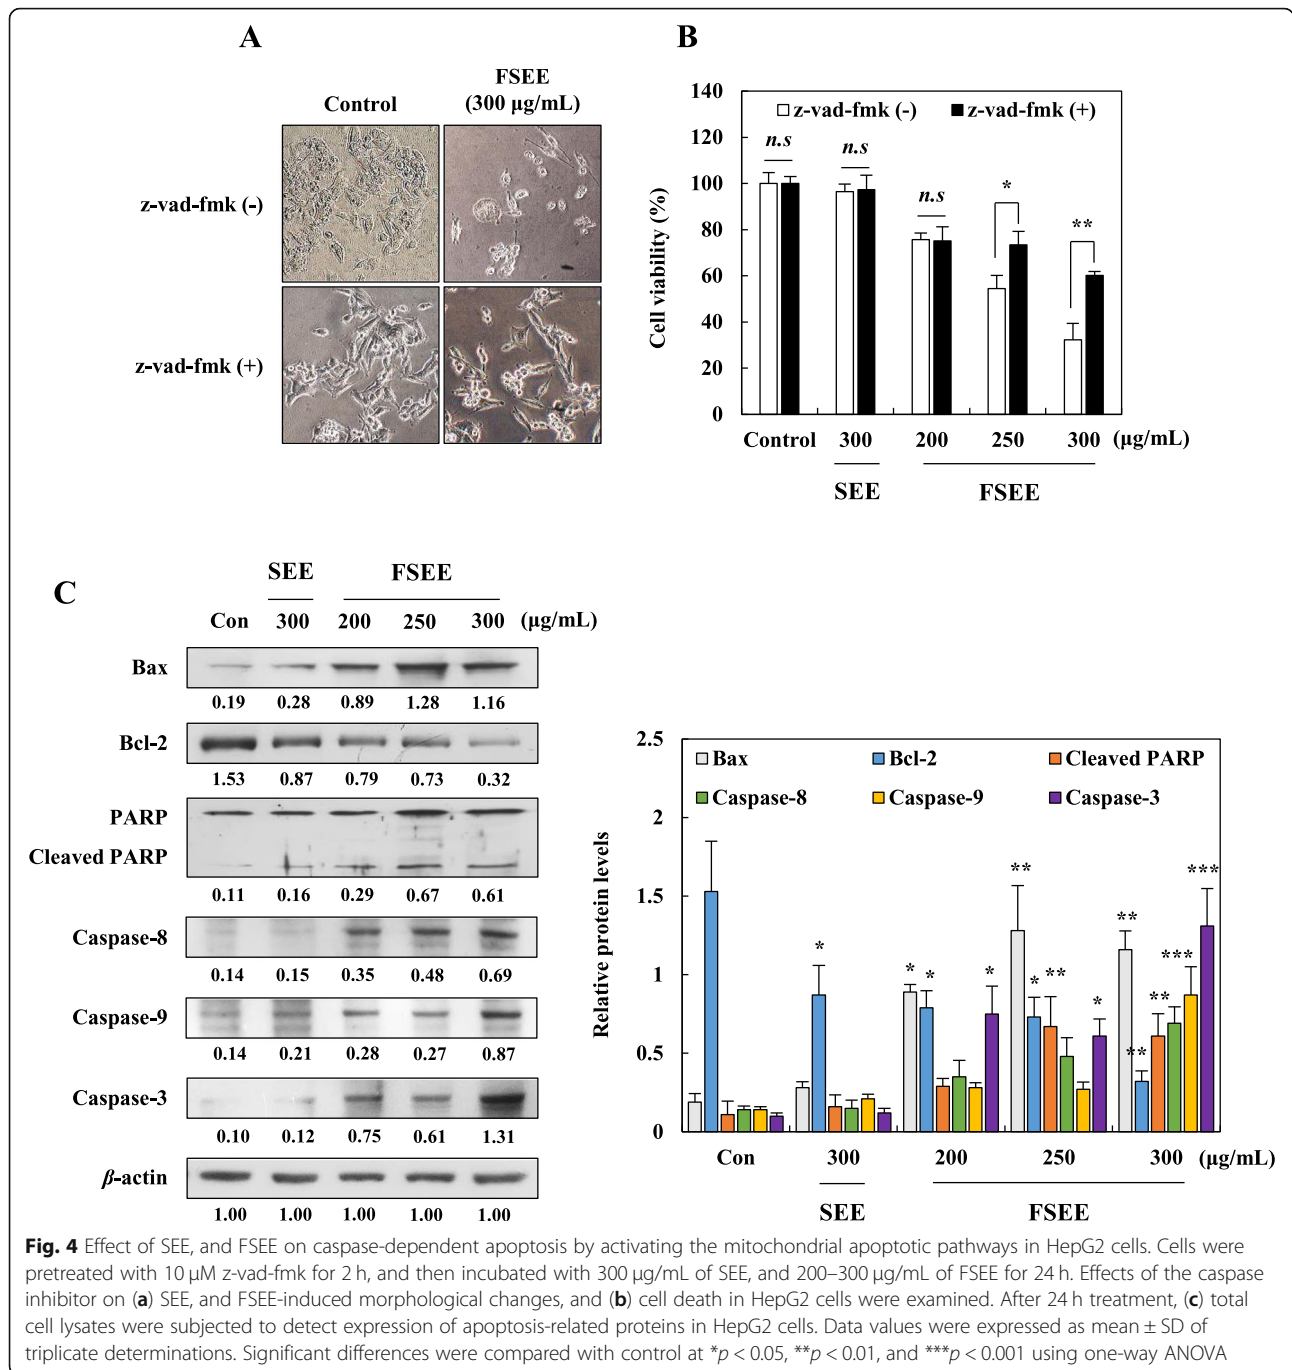 A
Control
FSEE
(300 µg/mL)
z-vad-fmk (-)
z-vad-fmk (+)
B
z-vad-fmk (-)
z-vad-fmk (+)
Cell viability (%)
140
120
100
80
60
40
20
0
n.s
n.s
n.s
*
**
Control 300 200 250 300 (µg/mL)
SEE FSEE
C
SEE FSEE
Con 300 200 250 300 (µg/mL)
Bax
0.19 0.28 0.89 1.28 1.16
Bcl-2
1.53 0.87 0.79 0.73 0.32
PARP
Cleaved PARP
0.11 0.16 0.29 0.67 0.61
Caspase-8
0.14 0.15 0.35 0.48 0.69
Caspase-9
0.14 0.21 0.28 0.27 0.87
Caspase-3
0.10 0.12 0.75 0.61 1.31
β-actin
1.00 1.00 1.00 1.00 1.00
Relative protein levels
2.5
2
1.5
1
0.5
0
Bax Bcl-2 Cleaved PARP
Caspase-8 Caspase-9 Caspase-3
*
* * *
** * ** *
** ** ** *** ***
Con 300 200 250 300 (µg/mL)
SEE FSEE
Fig. 4 Effect of SEE, and FSEE on caspase-dependent apoptosis by activating the mitochondrial apoptotic pathways in HepG2 cells. Cells were
pretreated with 10 µM z-vad-fmk for 2 h, and then incubated with 300 µg/mL of SEE, and 200–300 µg/mL of FSEE for 24 h. Effects of the caspase
inhibitor on (a) SEE, and FSEE-induced morphological changes, and (b) cell death in HepG2 cells were examined. After 24 h treatment, (c) total
cell lysates were subjected to detect expression of apoptosis-related proteins in HepG2 cells. Data values were expressed as mean ± SD of
triplicate determinations. Significant differences were compared with control at *p < 0.05, **p < 0.01, and ***p < 0.001 using one-way ANOVA